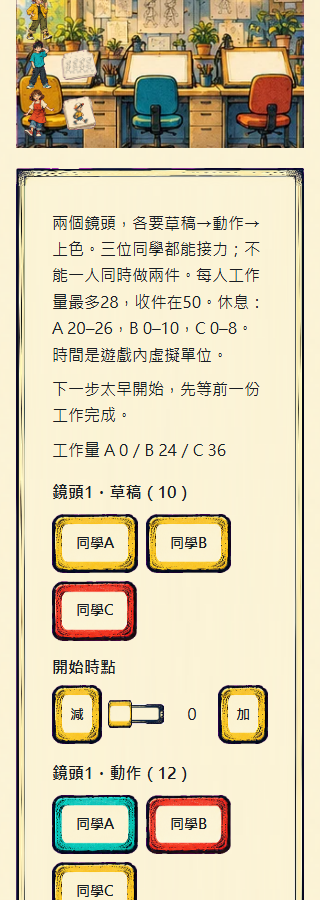 兩個鏡頭，各要草稿→動作→
上色。三位同學都能接力；不
能一人同時做兩件。每人工作
量最多28，收件在50。休息：
A 20–26，B 0–10，C 0–8。
時間是遊戲內虛擬單位。
下一步太早開始，先等前一份
工作完成。
工作量 A 0 / B 24 / C 36
鏡頭1・草稿（10）
同學A 同學B
同學C
開始時點
減 0 加
鏡頭1・動作（12）
同學A 同學B
同學C